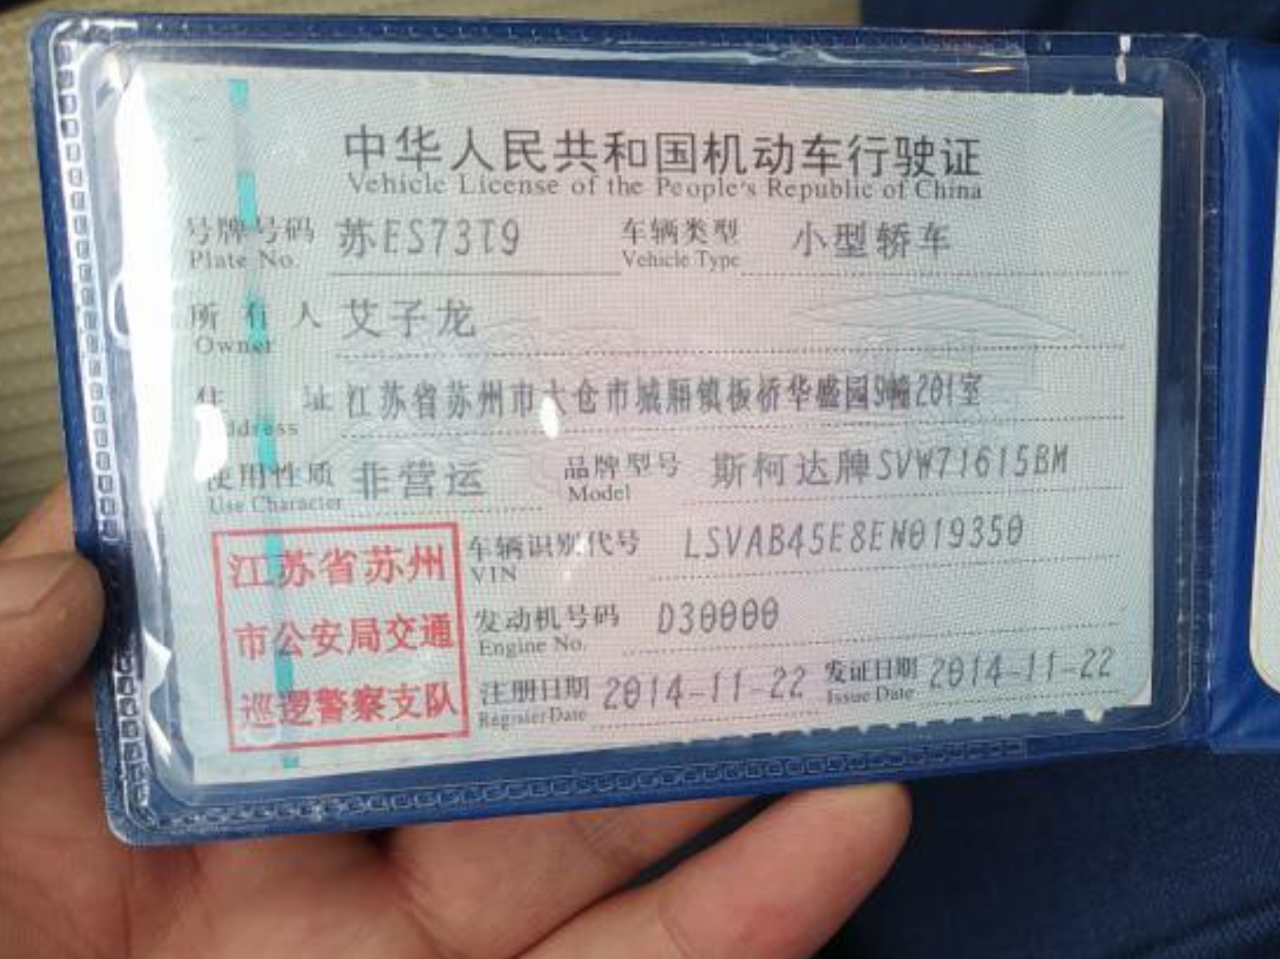 中华人民共和国机动车行驶证
Vehicle License of the People's Republic of China
号牌号码 苏ES73T9 车辆类型 小型轿车
Plate No. Vehicle Type
所有人 艾子龙
Owner
住址 江苏省苏州市太仓市城厢镇板桥华盛园9幢201室
Address
使用性质 非营运 品牌型号 斯柯达牌SVW71615BM
Use Character Model
江苏省苏州
市公安局交通
巡逻警察支队
车辆识别代号 LSVAB45E8EN019350
VIN
发动机号码 D30000
Engine No.
注册日期 2014-11-22 发证日期 2014-11-22
Register Date Issue Date